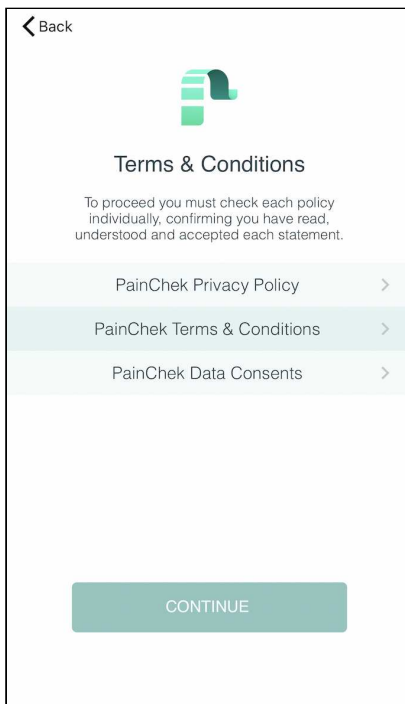 Back
Terms & Conditions
To proceed you must check each policy
individually, confirming you have read,
understood and accepted each statement.
PainChek Privacy Policy
PainChek Terms & Conditions
PainChek Data Consents
CONTINUE